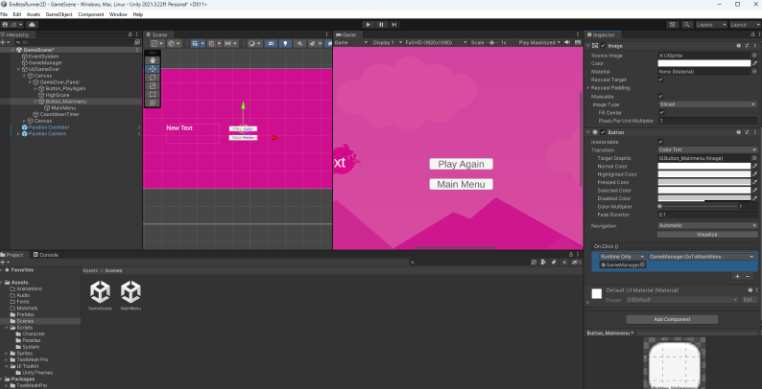 EndlessRunner2D - GameScene - Windows, Mac, Linux - Unity 2021.3.22f1 Personal* <DX11>
File Edit Assets GameObject Component Window Help
Layers Layout
Hierarchy
Scene
Game
Inspector
All
Game Display 1 Full HD (1920x1080) Scale 1x Play Maximized
GameScene*
EventSystem
GameManager
UI/GameOver
Canvas
GameOver_Panel
Button_PlayAgain
HighScore
Button_Mainmenu
MainMenu
CountdownTimer
Canvas
Parallax Controller
Parallax Camera
New Text
Play Again
Main Menu
xt
Play Again
Main Menu
Image
Source Image UISprite
Color
Material None (Material)
Raycast Target
Raycast Padding
Maskable
Image Type Sliced
Fill Center
Pixels Per Unit Multiplier 1
Button
Interactable
Transition Color Tint
Target Graphic Button_Mainmenu (Image)
Normal Color
Highlighted Color
Pressed Color
Selected Color
Disabled Color
Color Multiplier 1
Fade Duration 0.1
Navigation Automatic
Visualize
On Click ()
Runtime Only GameManager.GoToMainMenu
GameManager
Default UI Material (Material)
Shader UI/Default Edit...
Add Component
Button_Mainmenu
Project Console
Favorites
Assets
Animations
Audio
Fonts
Materials
Prefabs
Scenes
Scripts
Character
Parallax
System
Sprites
TextMesh Pro
UI Toolkit
UnityThemes
Packages
TextMeshPro
Assets > Scenes
GameScene MainMenu